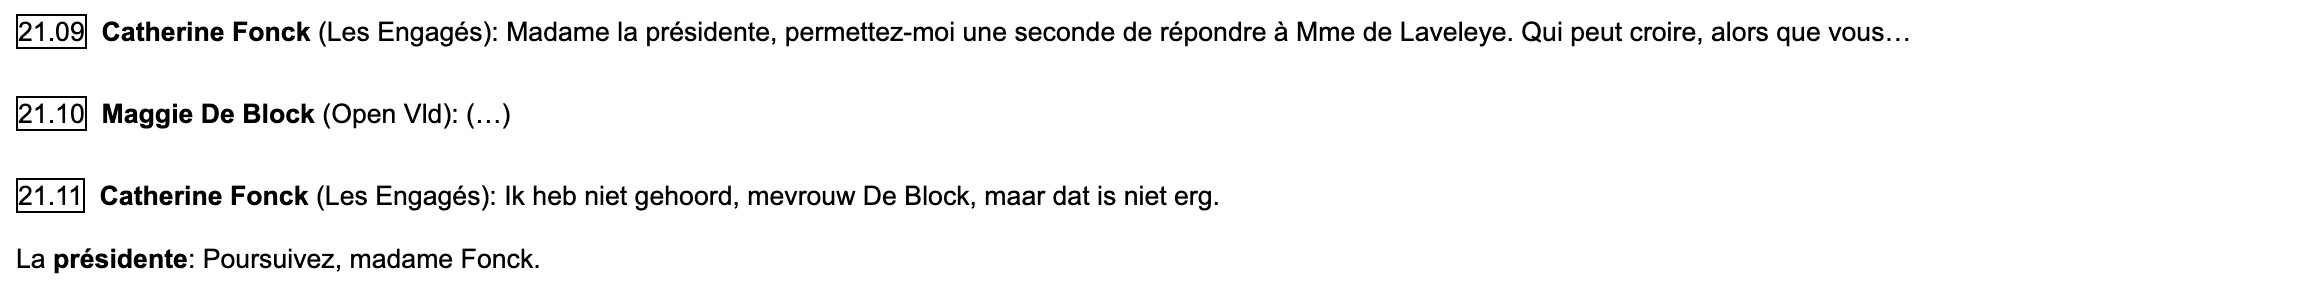 21.09 Catherine Fonck (Les Engagés): Madame la présidente, permettez-moi une seconde de répondre à Mme de Laveleye. Qui peut croire, alors que vous…
21.10 Maggie De Block (Open Vld): (…)
21.11 Catherine Fonck (Les Engagés): Ik heb niet gehoord, mevrouw De Block, maar dat is niet erg.
La présidente: Poursuivez, madame Fonck.